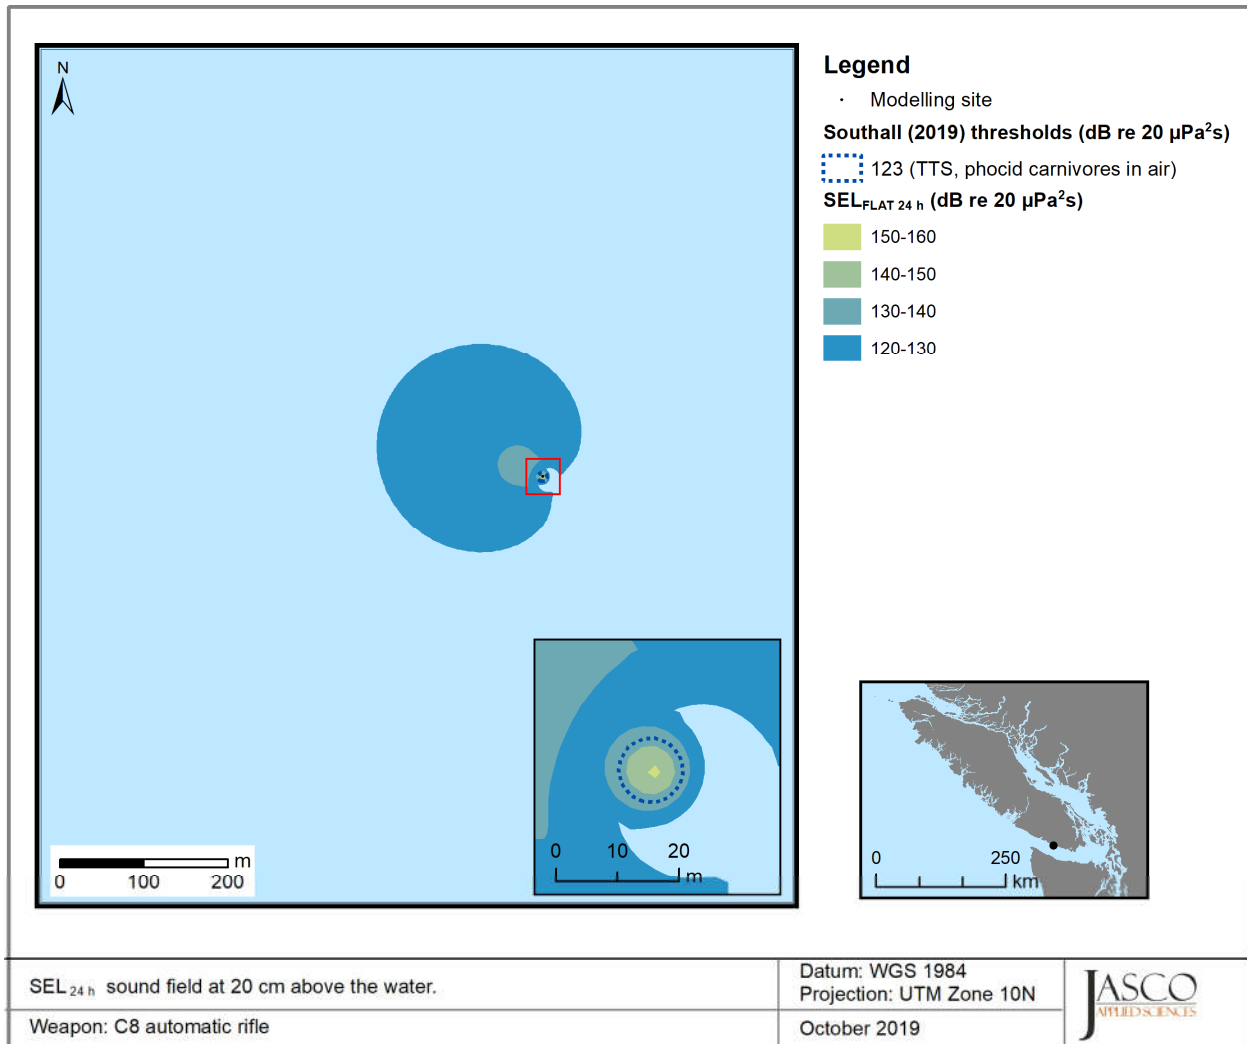 N
Legend
Modelling site
Southall (2019) thresholds (dB re 20 µPa²s)
123 (TTS, phocid carnivores in air)
SELFLAT 24 h (dB re 20 µPa²s)
150-160
140-150
130-140
120-130
m
0 100 200
0 10 20
m
0 250
km
SEL24 h sound field at 20 cm above the water.
Weapon: C8 automatic rifle
Datum: WGS 1984
Projection: UTM Zone 10N
October 2019
JASCO
APPLIED SCIENCES